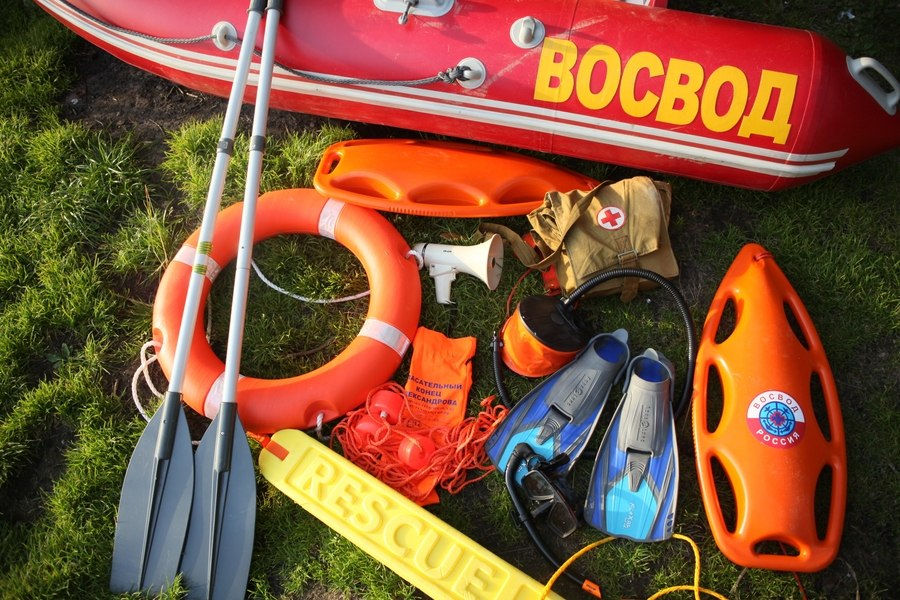 ВОСВОД
СПАСАТЕЛЬНЫЙ
КОНЕЦ
АЛЕКСАНДРОВА
ВОСВОД
РОССИЯ
RESCUE